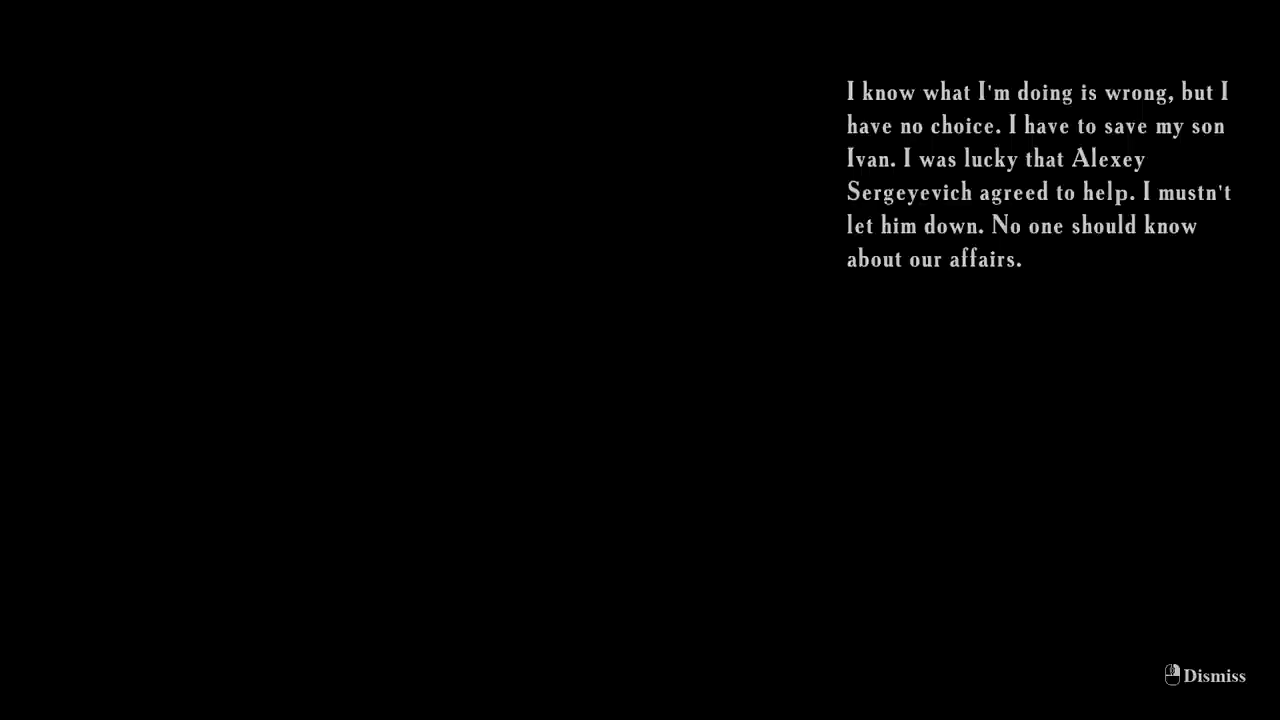 I know what I'm doing is wrong, but I
have no choice. I have to save my son
Ivan. I was lucky that Alexey
Sergeyevich agreed to help. I mustn't
let him down. No one should know
about our affairs.
Dismiss